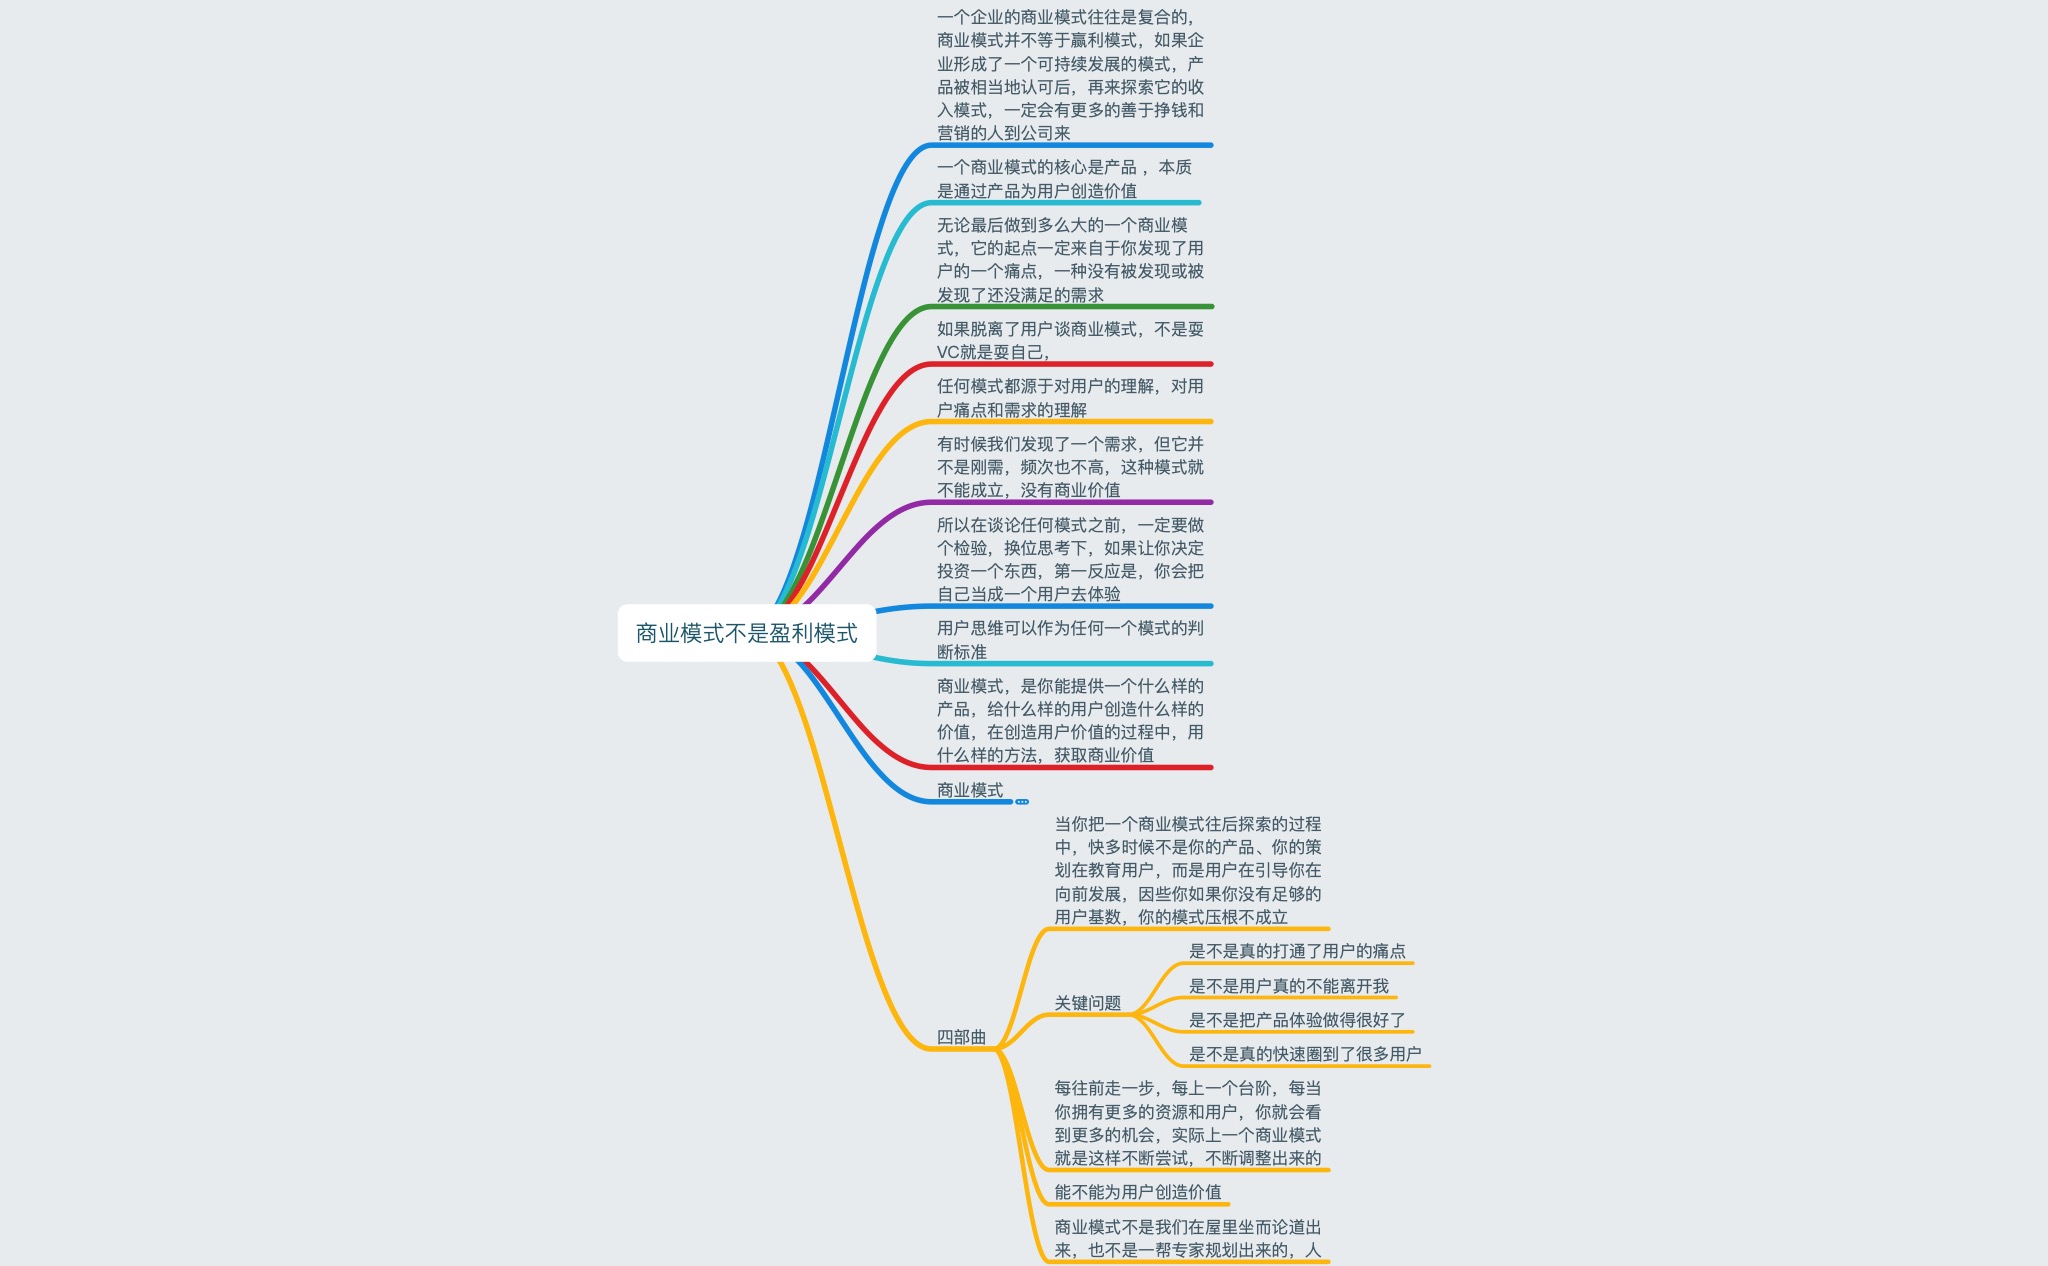 一个企业的商业模式往往是复合的，
商业模式并不等于赢利模式，如果企
业形成了一个可持续发展的模式，产
品被相当地认可后，再来探索它的收
入模式，一定会有更多的善于挣钱和
营销的人到公司来
一个商业模式的核心是产品 ，本质
是通过产品为用户创造价值
无论最后做到多么大的一个商业模
式，它的起点一定来自于你发现了用
户的一个痛点，一种没有被发现或被
发现了还没满足的需求
如果脱离了用户谈商业模式，不是耍
VC就是耍自己，
任何模式都源于对用户的理解，对用
户痛点和需求的理解
有时候我们发现了一个需求，但它并
不是刚需，频次也不高，这种模式就
不能成立，没有商业价值
所以在谈论任何模式之前，一定要做
个检验，换位思考下，如果让你决定
投资一个东西，第一反应是，你会把
自己当成一个用户去体验
商业模式不是盈利模式
用户思维可以作为任何一个模式的判
断标准
商业模式，是你能提供一个什么样的
产品，给什么样的用户创造什么样的
价值，在创造用户价值的过程中，用
什么样的方法，获取商业价值
商业模式
四部曲
当你把一个商业模式往后探索的过程
中，快多时候不是你的产品、你的策
划在教育用户，而是用户在引导你在
向前发展，因些你如果你没有足够的
用户基数，你的模式压根不成立
关键问题
是不是真的打通了用户的痛点
是不是用户真的不能离开我
是不是把产品体验做得很好了
是不是真的快速圈到了很多用户
每往前走一步，每上一个台阶，每当
你拥有更多的资源和用户，你就会看
到更多的机会，实际上一个商业模式
就是这样不断尝试，不断调整出来的
能不能为用户创造价值
商业模式不是我们在屋里坐而论道出
来，也不是一帮专家规划出来的，人